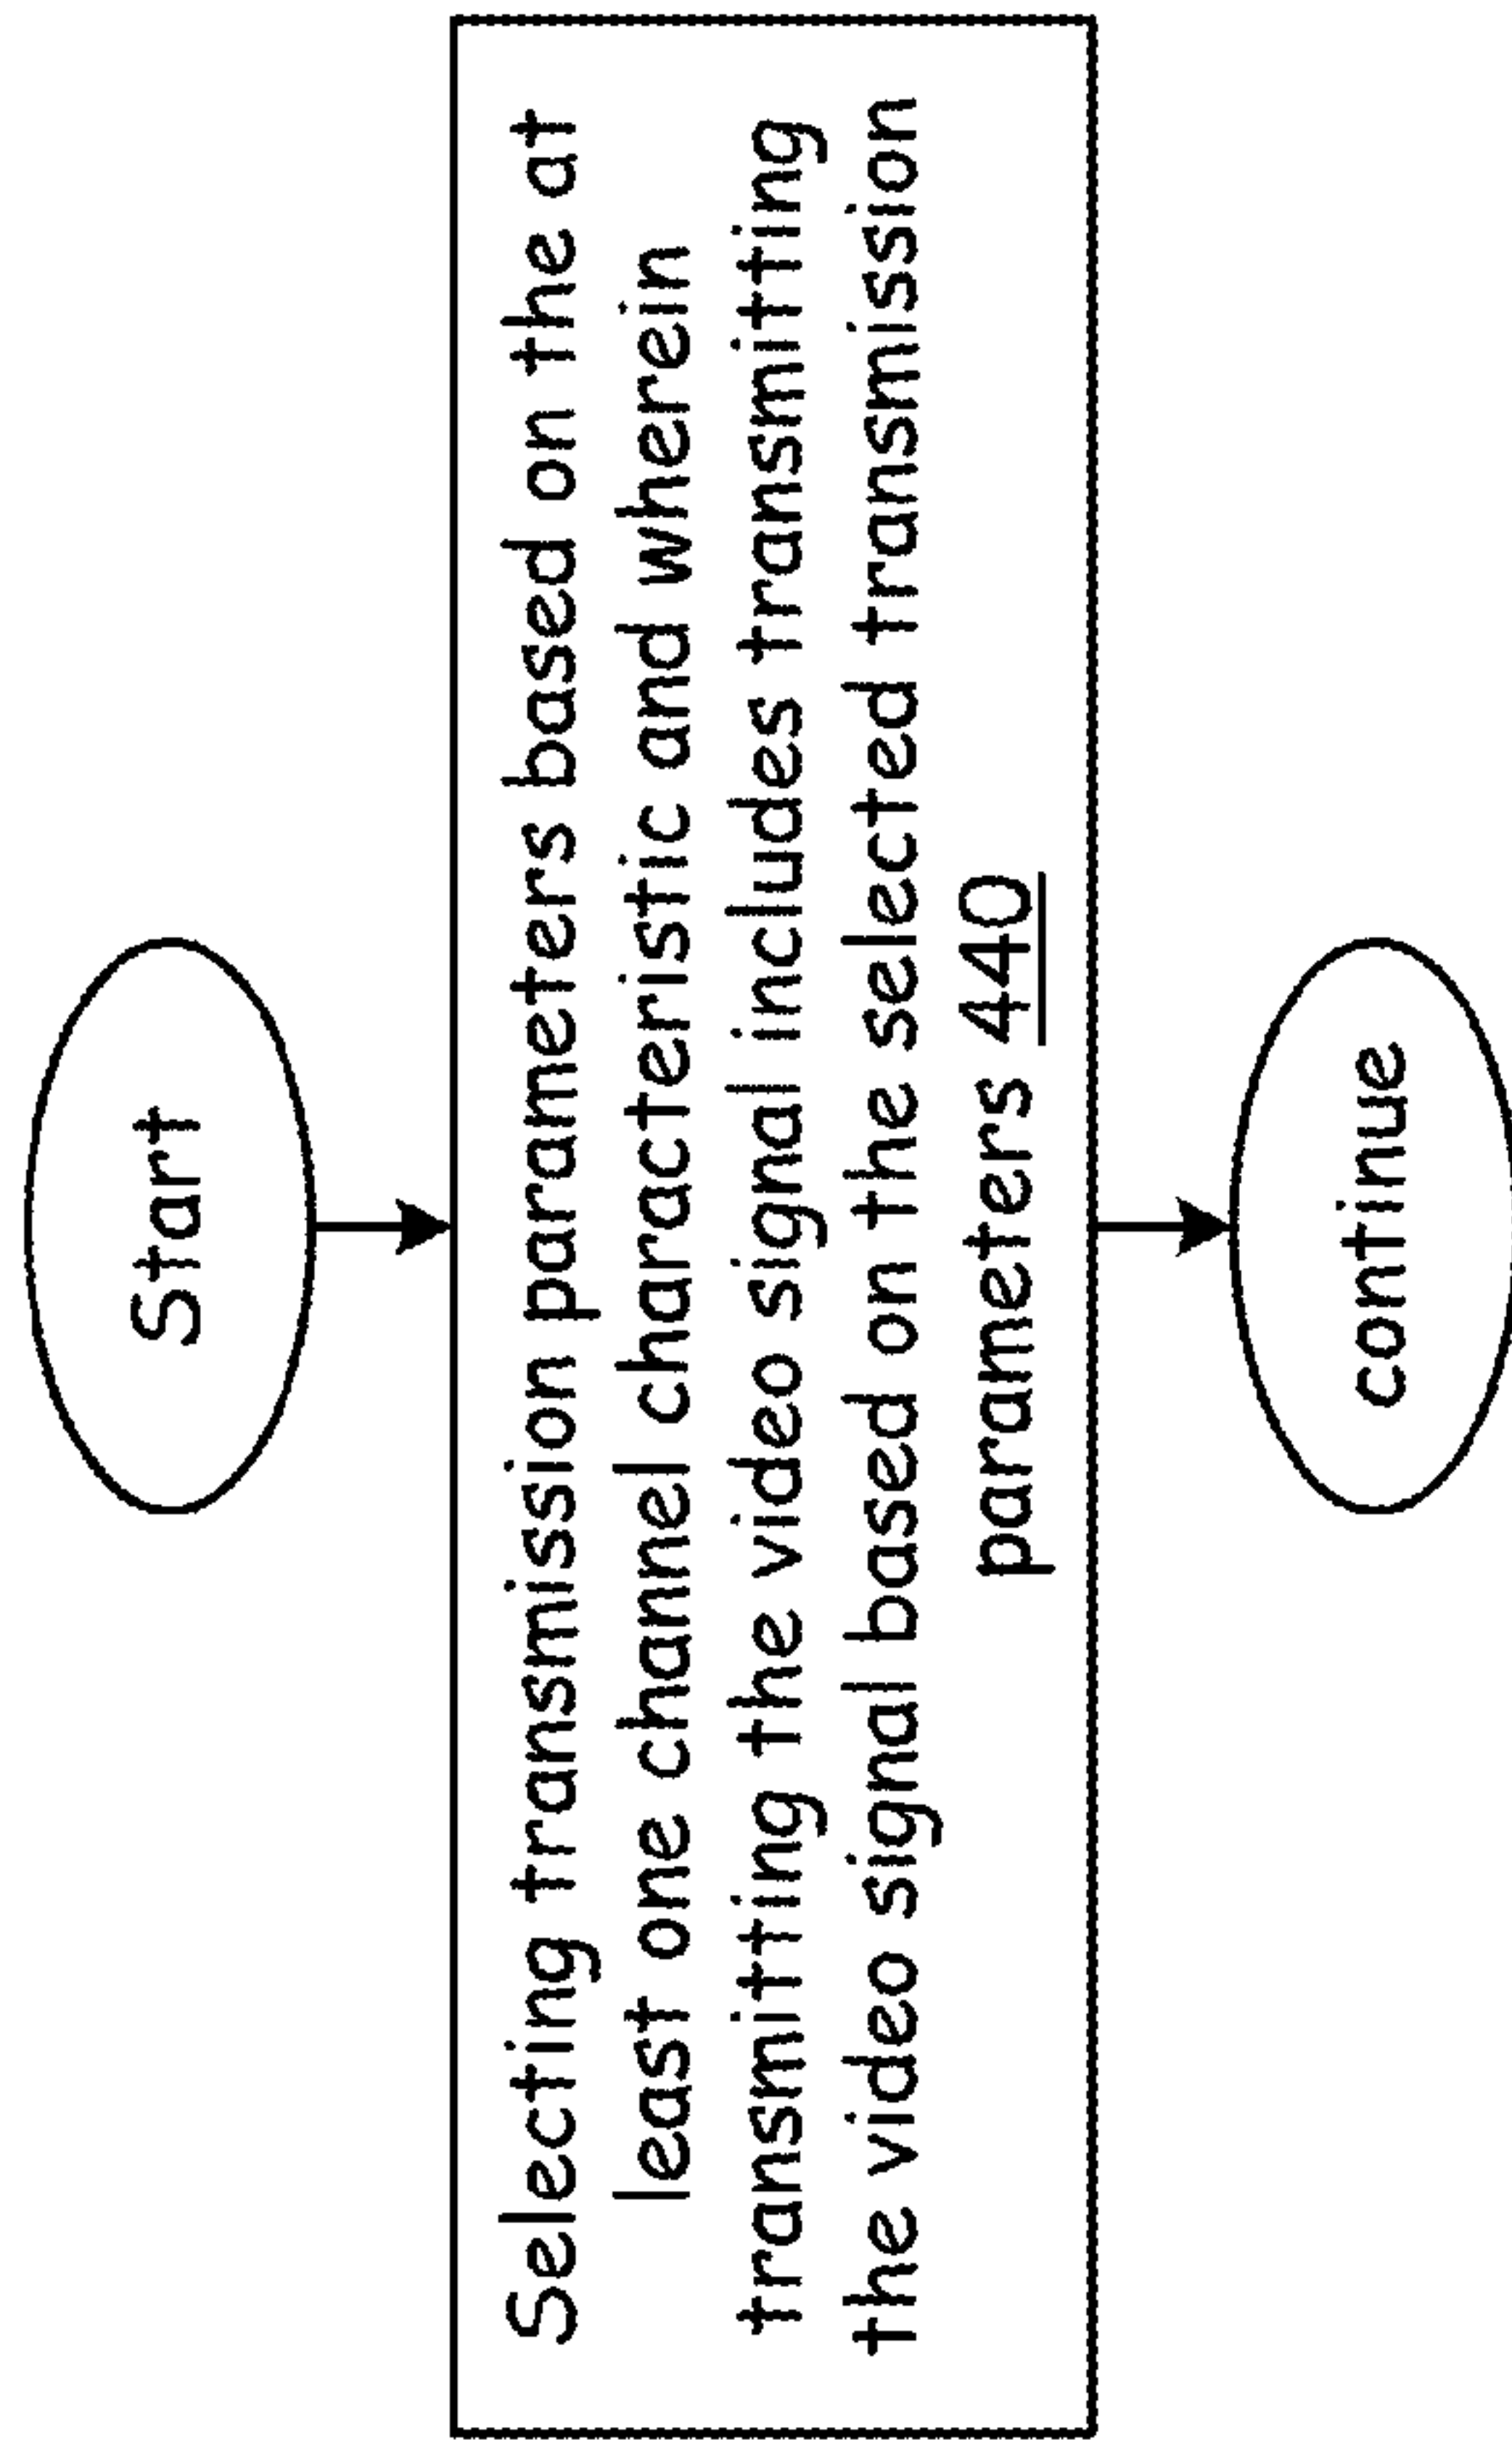 Start
Selecting transmission parameters based on the at
least one channel characteristic and wherein
transmitting the video signal includes transmitting
the video signal based on the selected transmission
parameters 440
continue